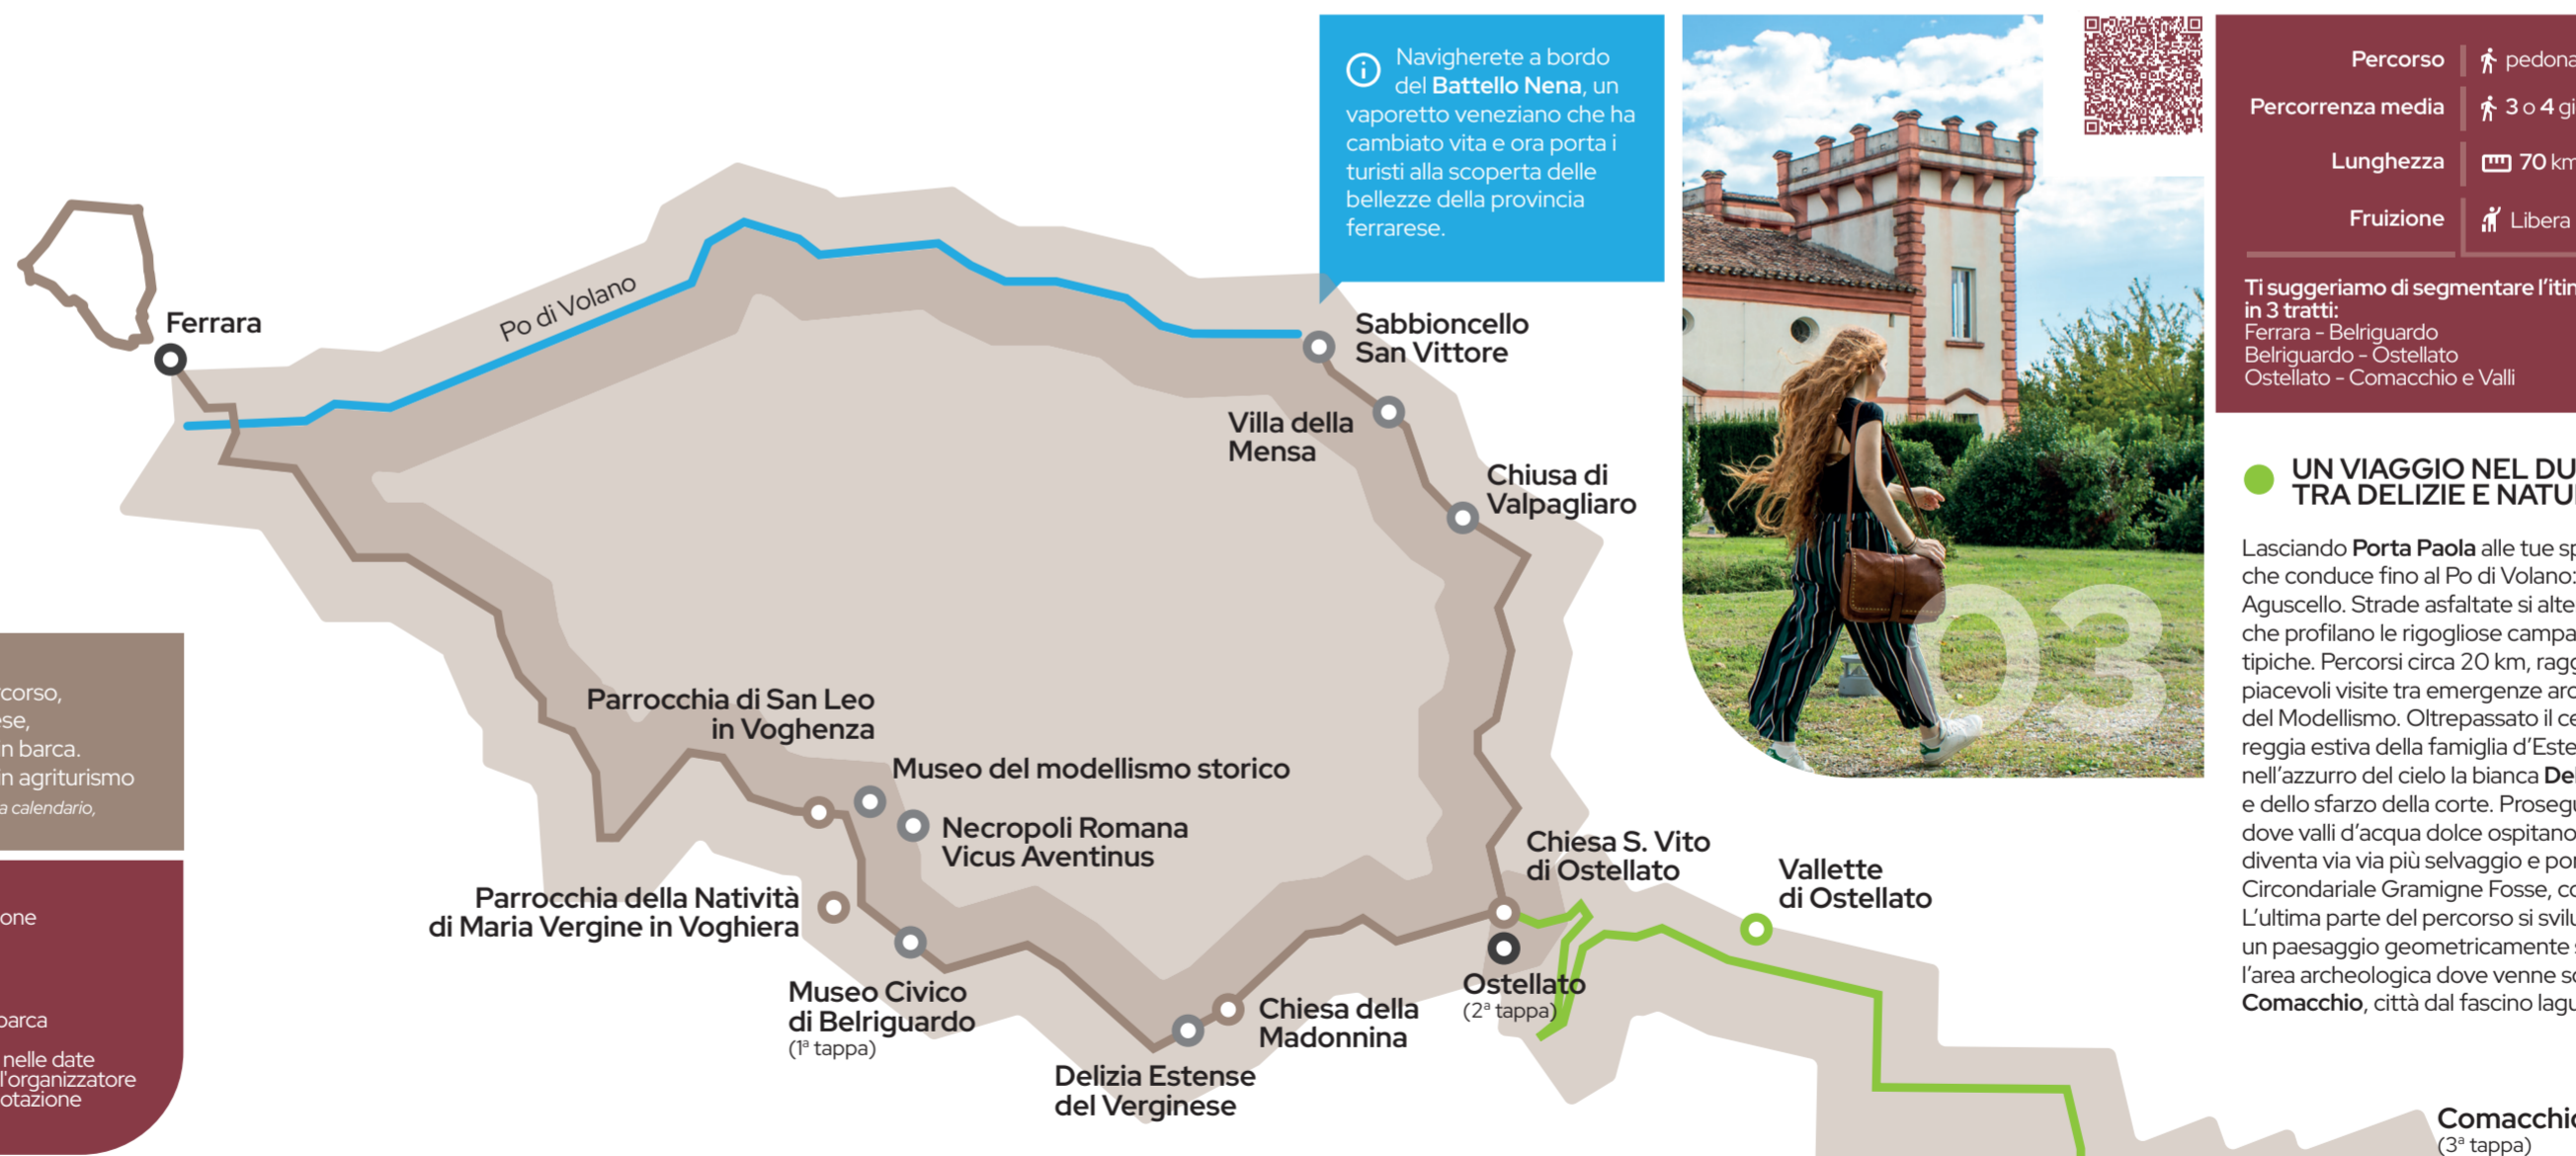 Navigherete a bordo
del Battello Nena, un
vaporetto veneziano che ha
cambiato vita e ora porta i
turisti alla scoperta delle
bellezze della provincia
ferrarese.
Ferrara
Po di Volano
Sabbioncello
San Vittore
Villa della
Mensa
Chiusa di
Valpagliaro
Parrocchia di San Leo
in Voghenza
Museo del modellismo storico
Necropoli Romana
Vicus Aventinus
Parrocchia della Natività
di Maria Vergine in Voghiera
Museo Civico
di Belriguardo
(1ª tappa)
Delizia Estense
del Verginese
Chiesa della
Madonnina
Chiesa S. Vito
di Ostellato
Ostellato
(2ª tappa)
Vallette
di Ostellato
Comacchio
(3ª tappa)
corso,
se,
n barca.
in agriturismo
a calendario,
one
barca
nelle date
l'organizzatore
otazione
03
Percorso pedona
Percorrenza media 3 o 4 gi
Lunghezza 70 km
Fruizione Libera
Ti suggeriamo di segmentare l'itin
in 3 tratti:
Ferrara - Belriguardo
Belriguardo - Ostellato
Ostellato - Comacchio e Valli
UN VIAGGIO NEL DU
TRA DELIZIE E NATU
Lasciando Porta Paola alle tue sp
che conduce fino al Po di Volano:
Aguscello. Strade asfaltate si alte
che profilano le rigogliose campa
tipiche. Percorsi circa 20 km, ragg
piacevoli visite tra emergenze arc
del Modellismo. Oltrepassato il ce
reggia estiva della famiglia d'Este
nell'azzurro del cielo la bianca Del
e dello sfarzo della corte. Prosegu
dove valli d'acqua dolce ospitano
diventa via via più selvaggio e por
Circondariale Gramigne Fosse, co
L'ultima parte del percorso si svilu
un paesaggio geometricamente s
l'area archeologica dove venne sc
Comacchio, città dal fascino lagu